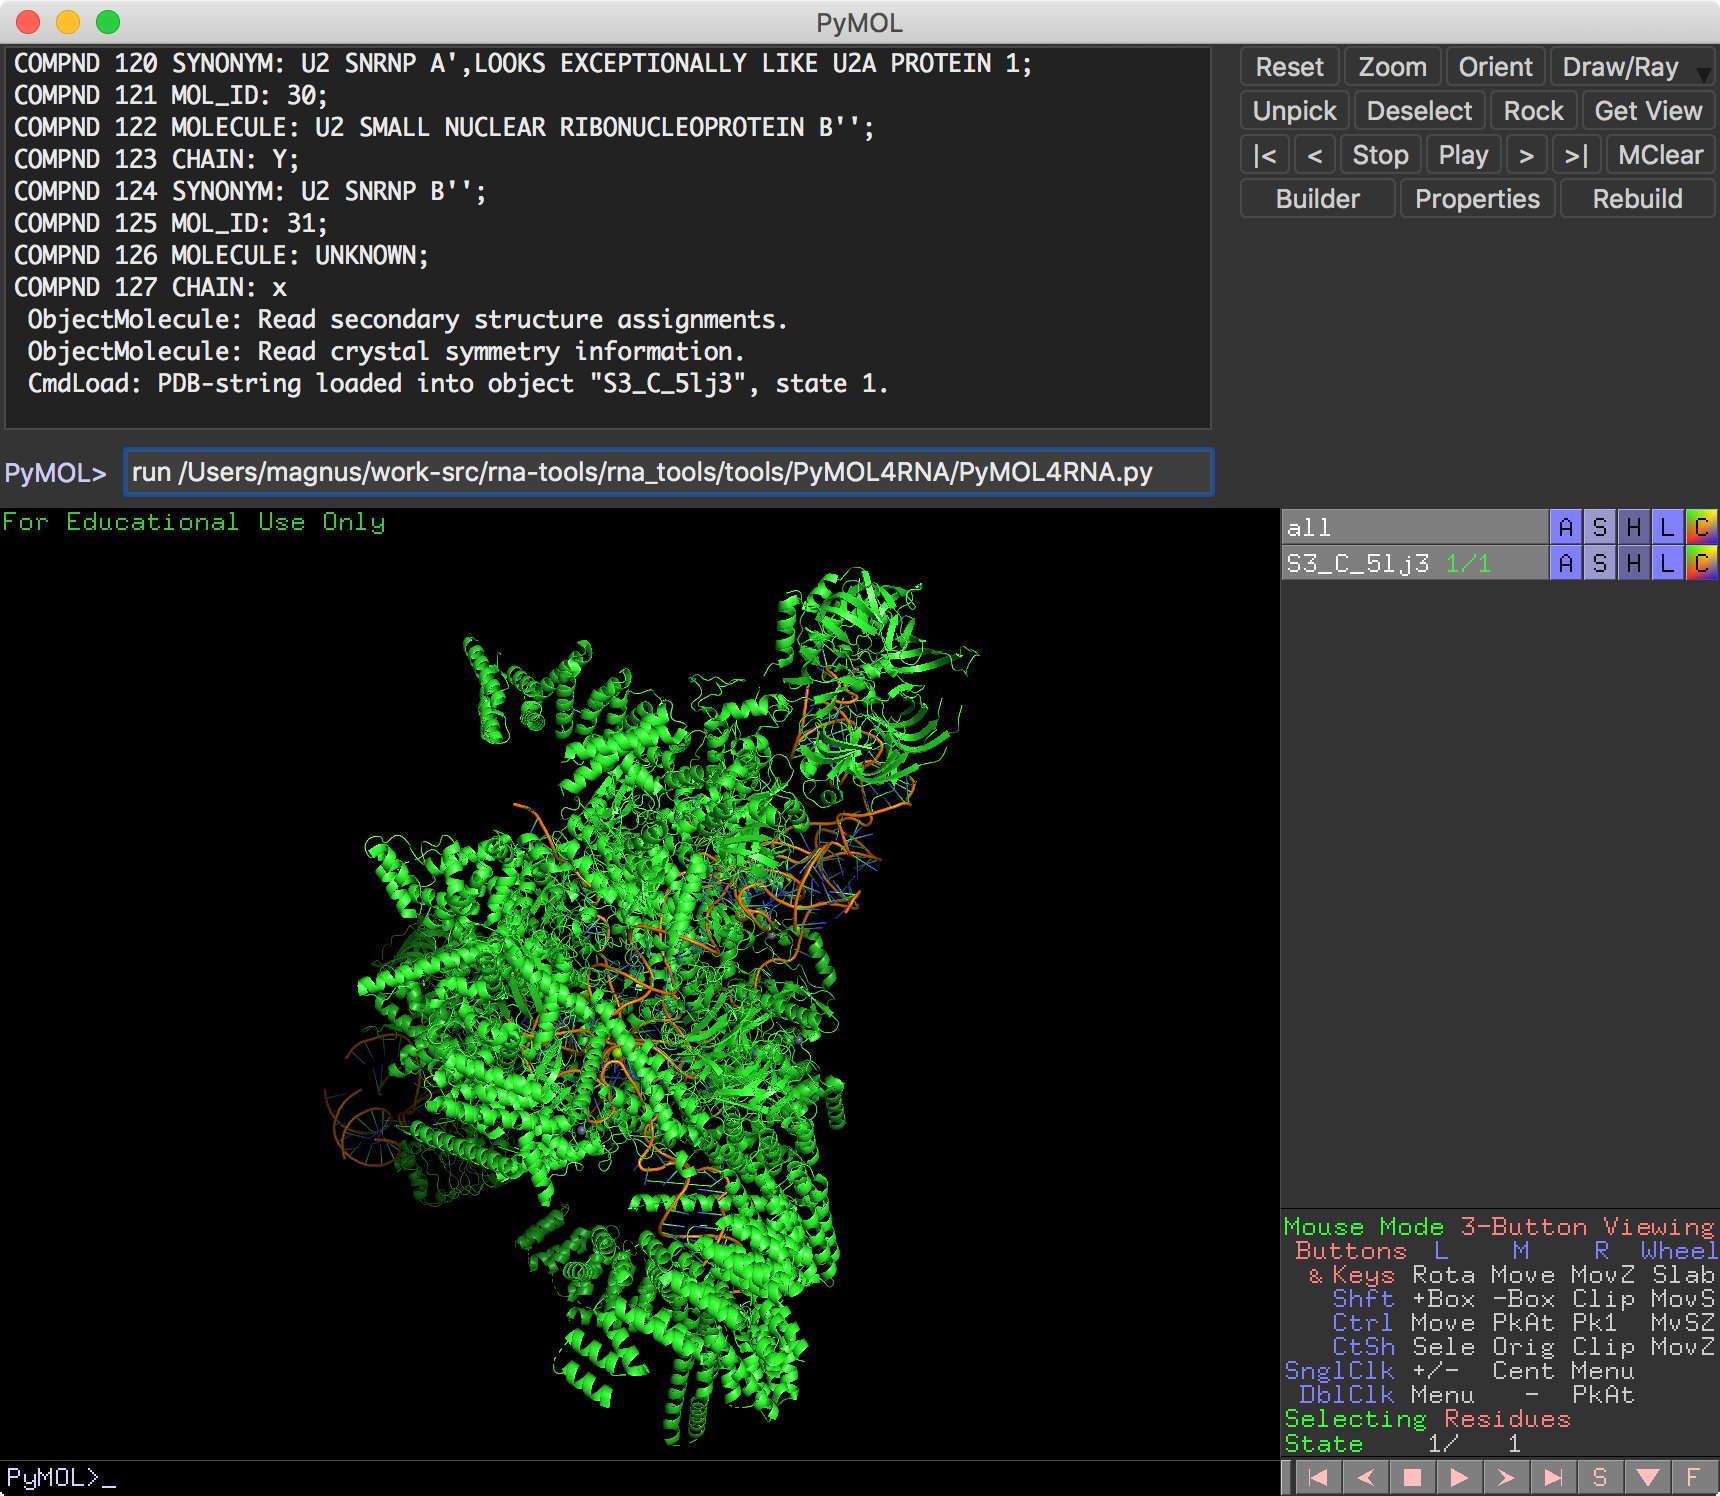 PyMOL
COMPND 120 SYNONYM: U2 SNRNP A',LOOKS EXCEPTIONALLY LIKE U2A PROTEIN 1;
COMPND 121 MOL_ID: 30;
COMPND 122 MOLECULE: U2 SMALL NUCLEAR RIBONUCLEOPROTEIN B'';
COMPND 123 CHAIN: Y;
COMPND 124 SYNONYM: U2 SNRNP B'';
COMPND 125 MOL_ID: 31;
COMPND 126 MOLECULE: UNKNOWN;
COMPND 127 CHAIN: x
ObjectMolecule: Read secondary structure assignments.
ObjectMolecule: Read crystal symmetry information.
CmdLoad: PDB-string loaded into object "S3_C_5lj3", state 1.
Reset Zoom Orient Draw/Ray
Unpick Deselect Rock Get View
|< < Stop Play > >| MClear
Builder Properties Rebuild
PyMOL> run /Users/magnus/work-src/rna-tools/rna_tools/tools/PyMOL4RNA/PyMOL4RNA.py
For Educational Use Only
all A S H L C
S3_C_5lj3 1/1 A S H L C
Mouse Mode 3-Button Viewing
Buttons L M R Wheel
& Keys Rota Move MovZ Slab
Shft +Box -Box Clip MovS
Ctrl Move PkAt Pk1 MvSZ
CtSh Sele Orig Clip MovZ
SnglClk +/- Cent Menu
DblClk Menu - PkAt
Selecting Residues
State 1/ 1
PyMOL>_
S F